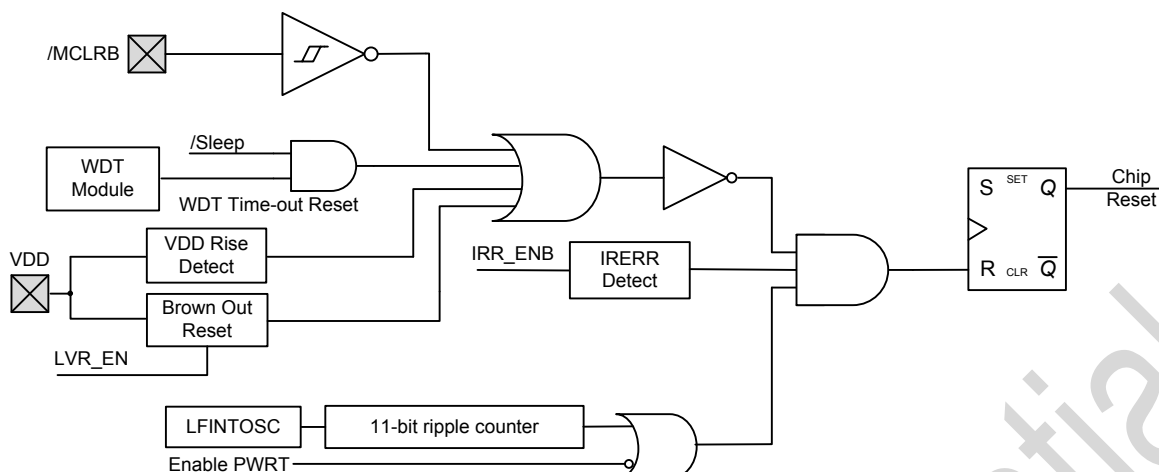 /MCLRB
/Sleep
WDT
Module
WDT Time-out Reset
VDD
VDD Rise
Detect
Brown Out
Reset
LVR_EN
IRR_ENB
IRERR
Detect
S SET Q
R CLR Q
Chip
Reset
LFINTOSC
11-bit ripple counter
Enable PWRT